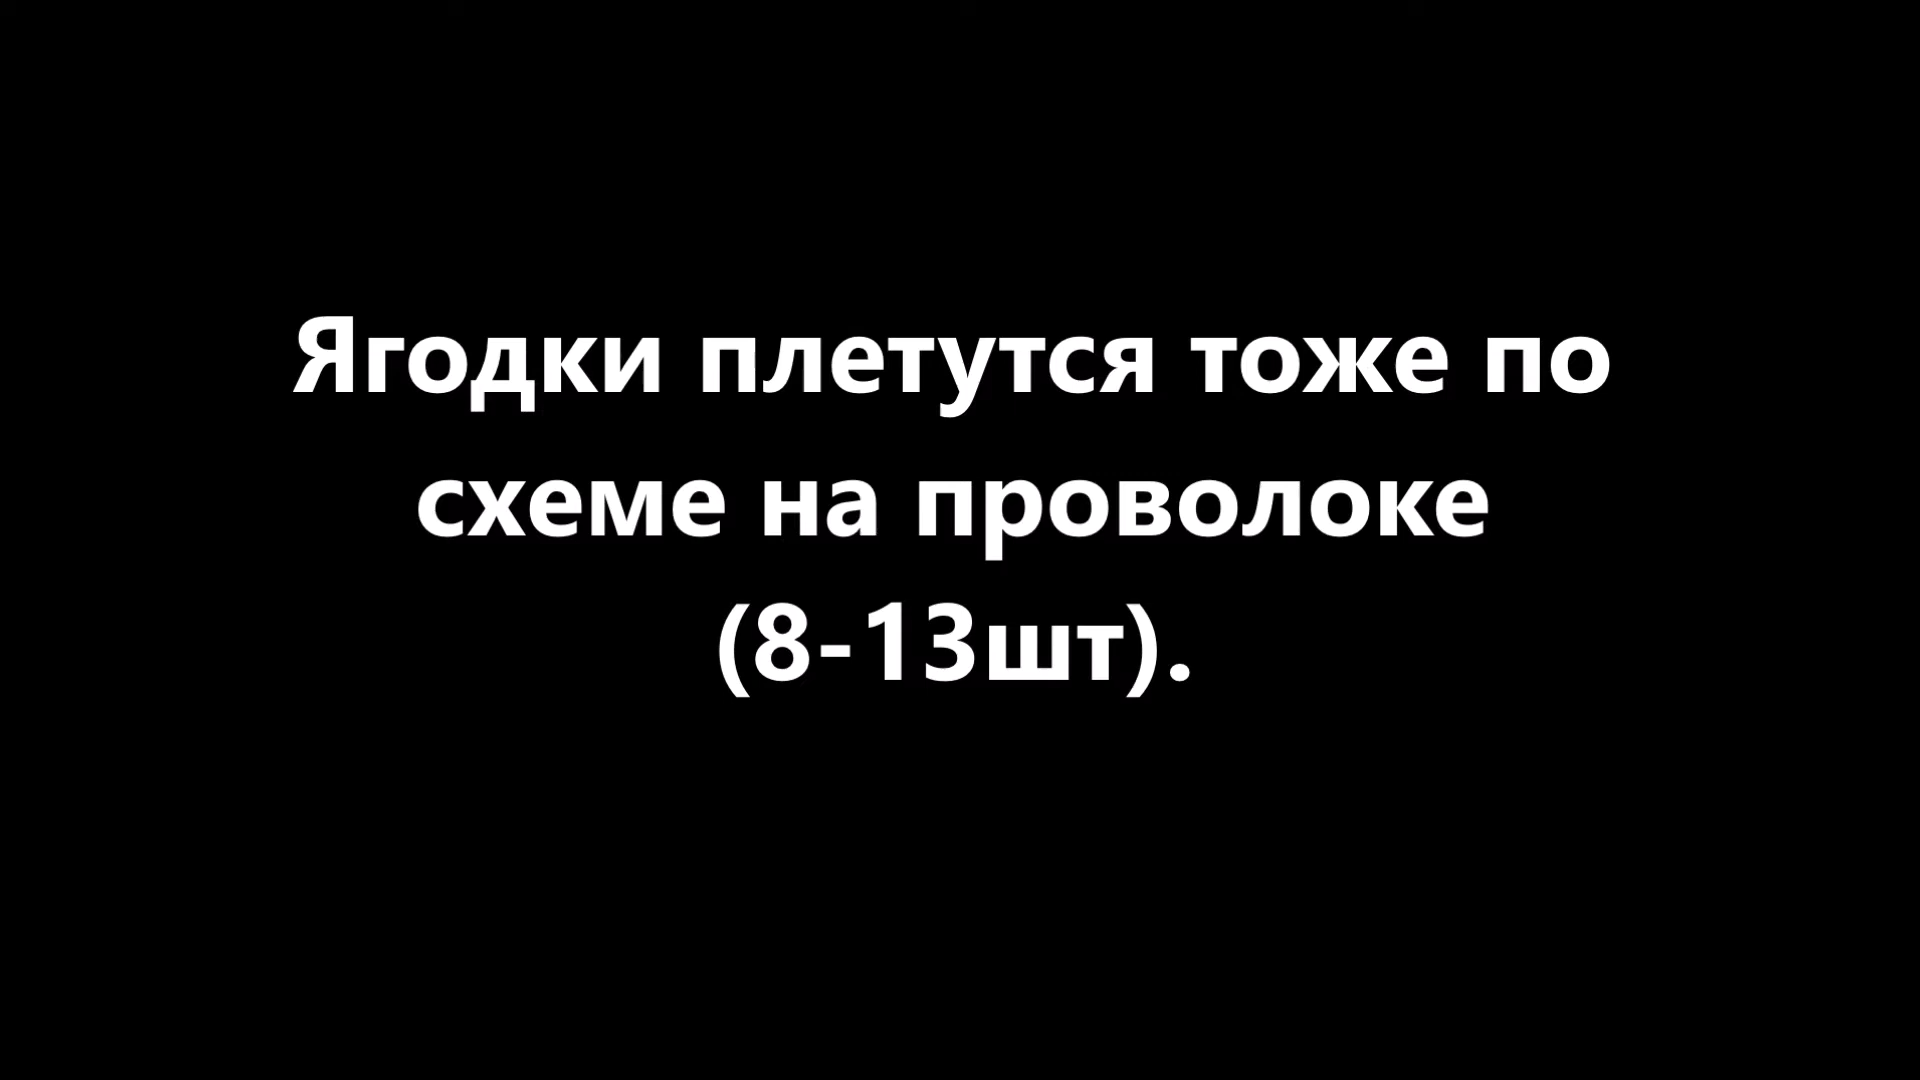 Ягодки плетутся тоже по
схеме на проволоке
(8-13шт).